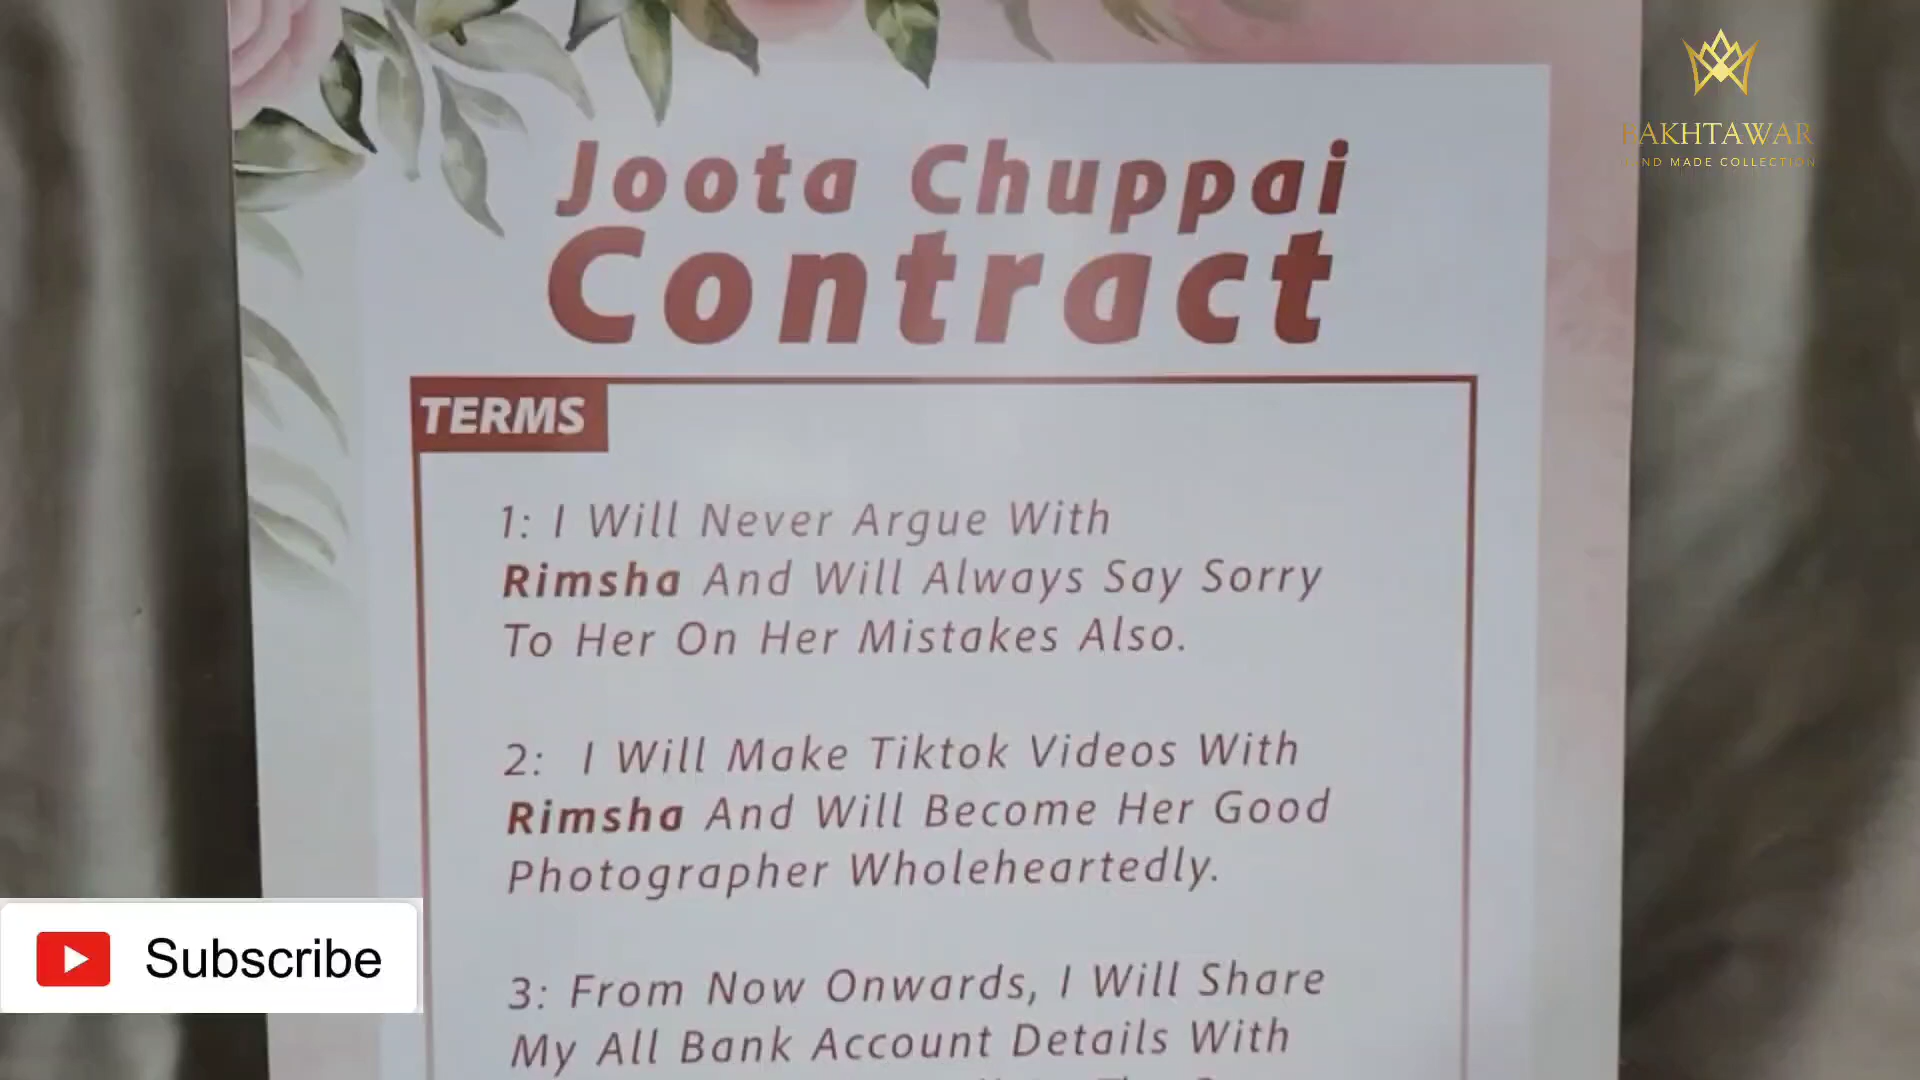 Joota Chuppai
Contract
BAKHTAWAR
HAND MADE COLLECTION
TERMS
1: I Will Never Argue With
Rimsha And Will Always Say Sorry
To Her On Her Mistakes Also.
2: I Will Make Tiktok Videos With
Rimsha And Will Become Her Good
Photographer Wholeheartedly.
3: From Now Onwards, I Will Share
My All Bank Account Details With
Subscribe